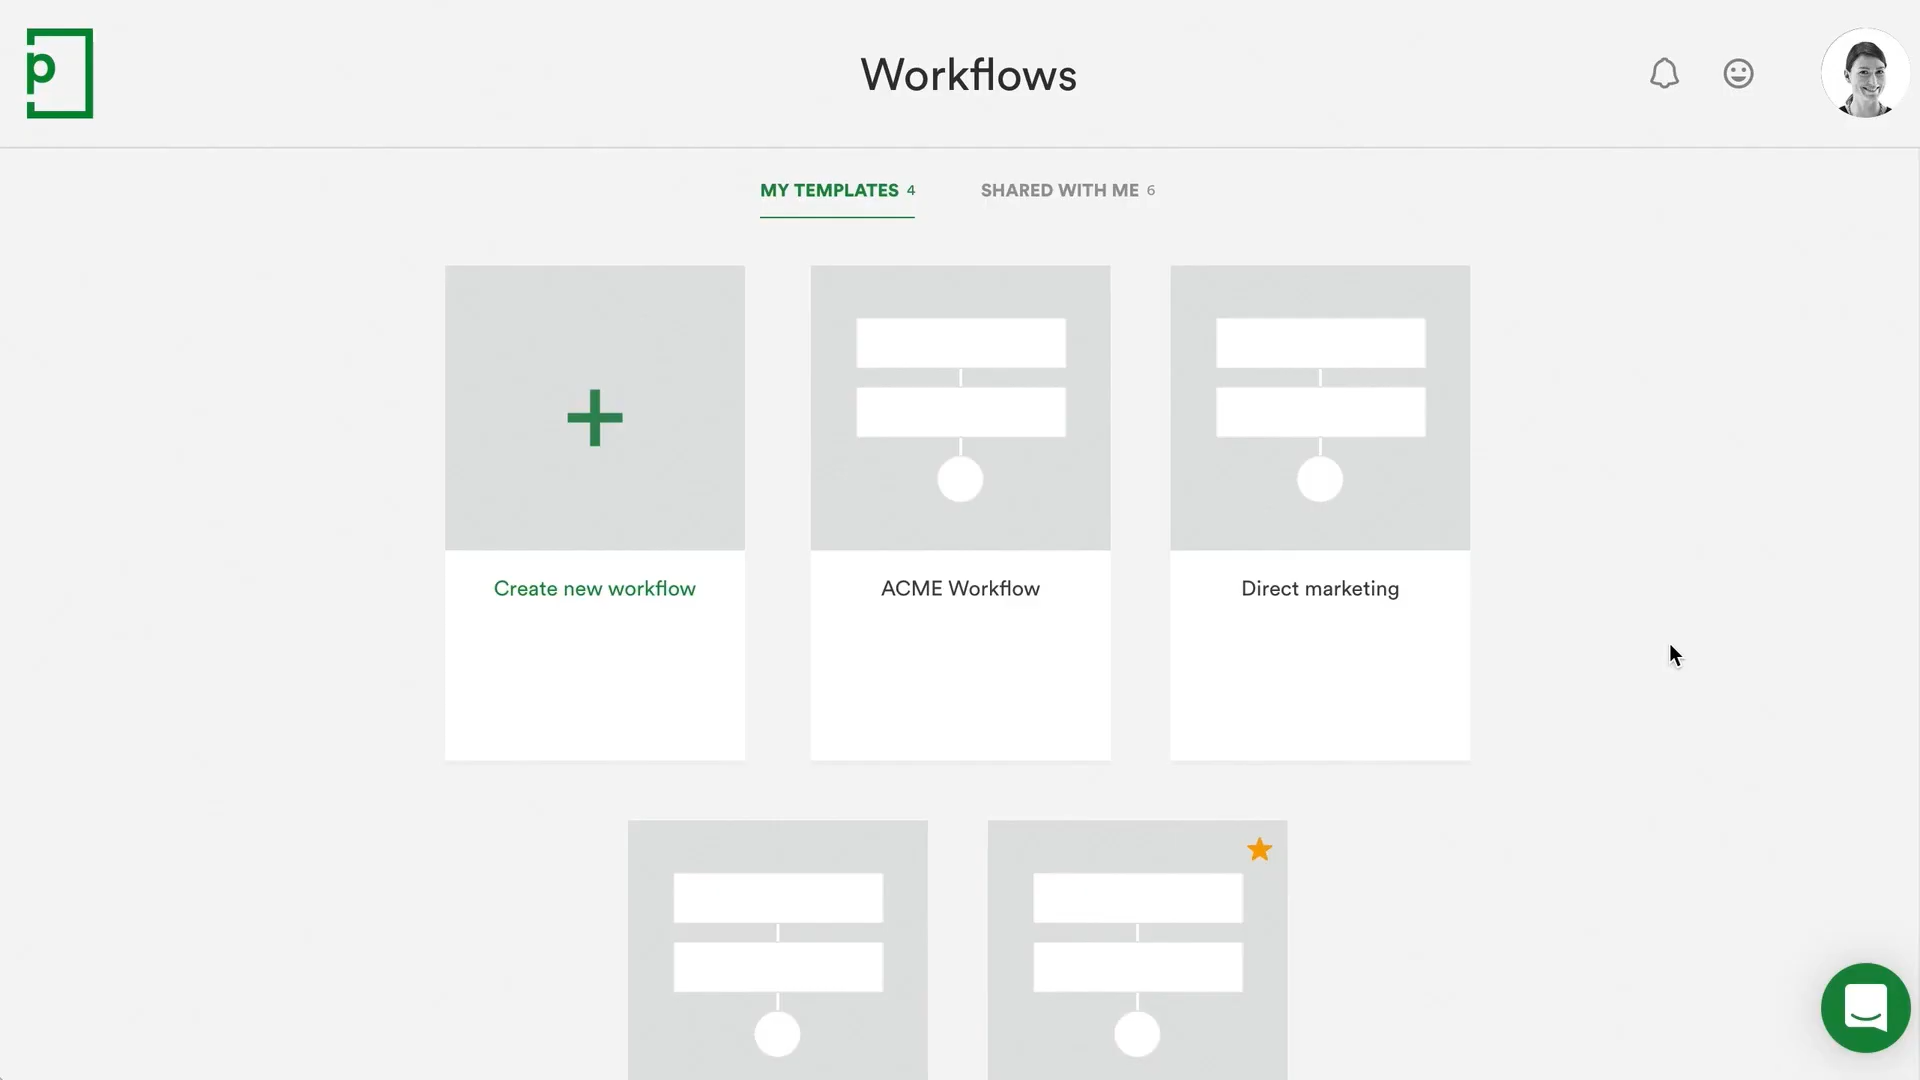 p
Workflows
MY TEMPLATES 4
SHARED WITH ME 6
Create new workflow
ACME Workflow
Direct marketing